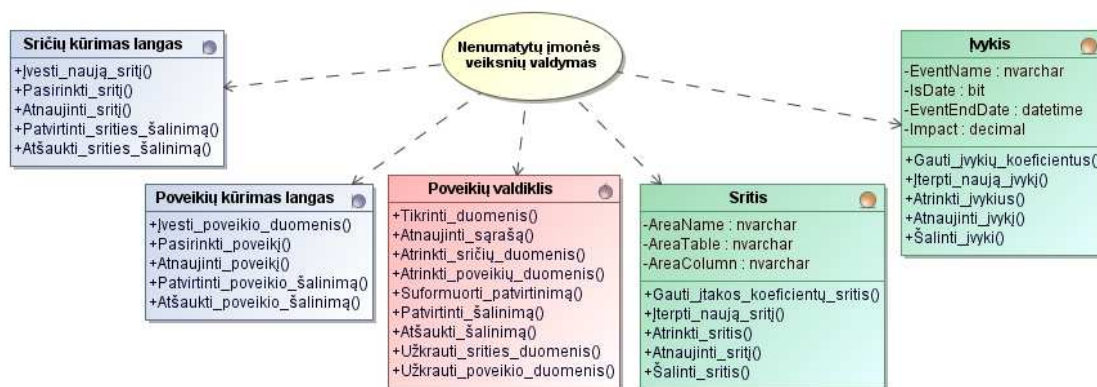 Sričių kūrimas langas
+Įvesti_naują_sritį()
+Pasirinkti_sritį()
+Atnaujinti_sritį()
+Patvirtinti_srities_šalinimą()
+Atšaukti_srities_šalinimą()
Nenumatytų įmonės
veiksnių valdymas
Įvykis
-EventName : nvarchar
-IsDate : bit
-EventEndDate : datetime
-Impact : decimal
+Gauti_įvykių_koeficientus()
+Įterpti_naują_įvykį()
+Atrinkti_įvykius()
+Atnaujinti_įvykį()
+Šalinti_įvyki()
Poveikių kūrimas langas
+Įvesti_poveikio_duomenis()
+Pasirinkti_poveikį()
+Atnaujinti_poveikį()
+Patvirtinti_poveikio_šalinimą()
+Atšaukti_poveikio_šalinimą()
Poveikių valdiklis
+Tikrinti_duomenis()
+Atnaujinti_sąrašą()
+Atrinkti_sričių_duomenis()
+Atrinkti_poveikių_duomenis()
+Suformuorti_patvirtinimą()
+Patvirtinti_šalinimą()
+Atšaukti_šalinimą()
+Užkrauti_srities_duomenis()
+Užkrauti_poveikio_duomenis()
Sritis
-AreaName : nvarchar
-AreaTable : nvarchar
-AreaColumn : nvarchar
+Gauti_įtakos_koeficientų_sritis()
+Įterpti_naują_sritį()
+Atrinkti_sritis()
+Atnaujinti_sritį()
+Šalinti_sritis()